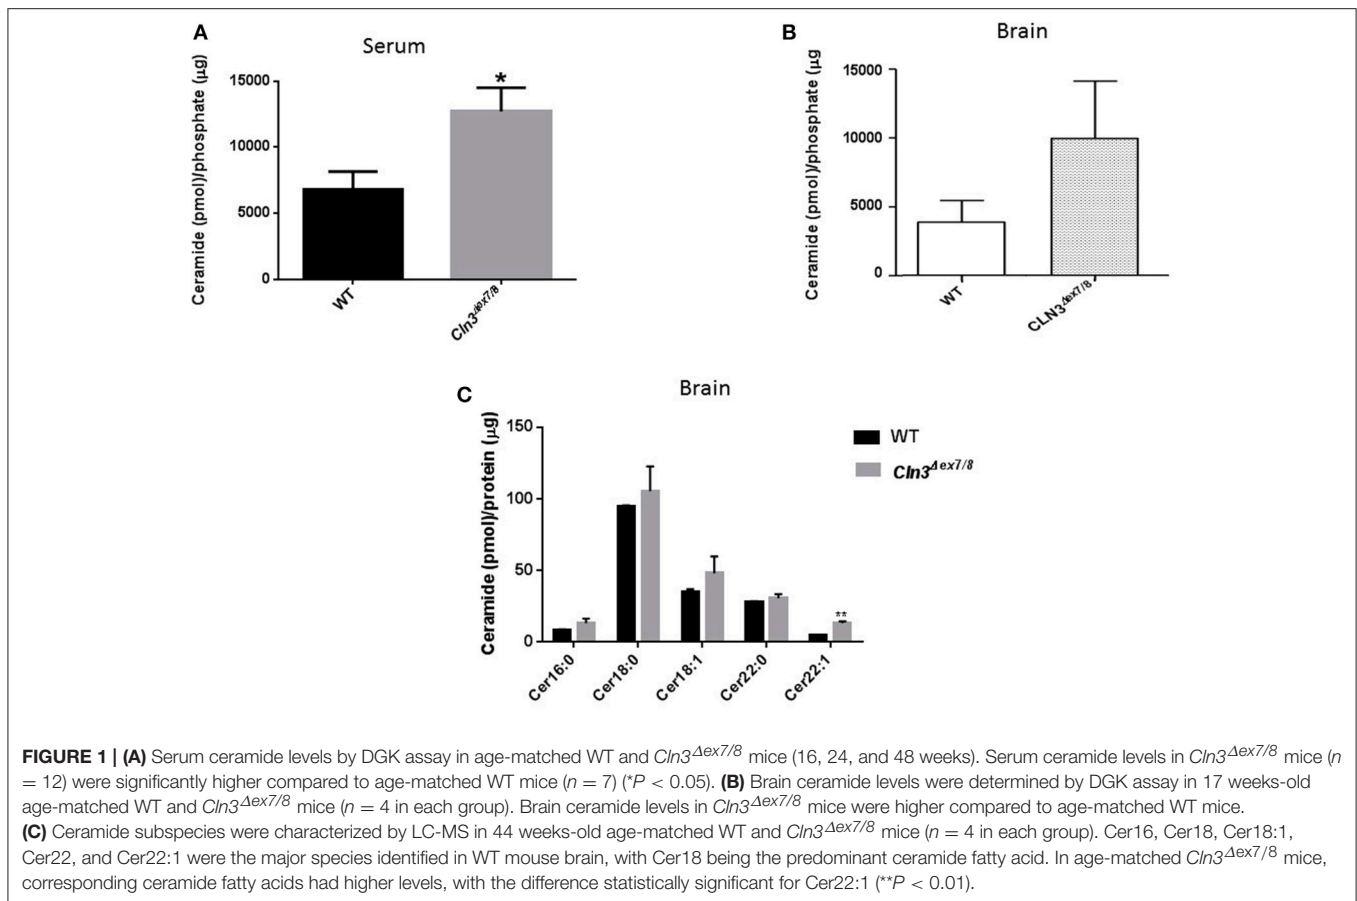 A
Serum
Ceramide (pmol)/phosphate (μg)
15000
*
10000
5000
0
WT
Cln3Δex7/8
B
Brain
Ceramide (pmol)/phosphate (μg
15000
10000
5000
0
WT
CLN3Δex7/8
C
Brain
Ceramide (pmol)/protein (μg)
150
100
50
0
**
Cer16:0
Cer18:0
Cer18:1
Cer22:0
Cer22:1
WT
Cln3Δex7/8
FIGURE 1 | (A) Serum ceramide levels by DGK assay in age-matched WT and Cln3Δex7/8 mice (16, 24, and 48 weeks). Serum ceramide levels in Cln3Δex7/8 mice (n
= 12) were significantly higher compared to age-matched WT mice (n = 7) (*P < 0.05). (B) Brain ceramide levels were determined by DGK assay in 17 weeks-old
age-matched WT and Cln3Δex7/8 mice (n = 4 in each group). Brain ceramide levels in Cln3Δex7/8 mice were higher compared to age-matched WT mice.
(C) Ceramide subspecies were characterized by LC-MS in 44 weeks-old age-matched WT and Cln3Δex7/8 mice (n = 4 in each group). Cer16, Cer18, Cer18:1,
Cer22, and Cer22:1 were the major species identified in WT mouse brain, with Cer18 being the predominant ceramide fatty acid. In age-matched Cln3Δex7/8 mice,
corresponding ceramide fatty acids had higher levels, with the difference statistically significant for Cer22:1 (**P < 0.01).